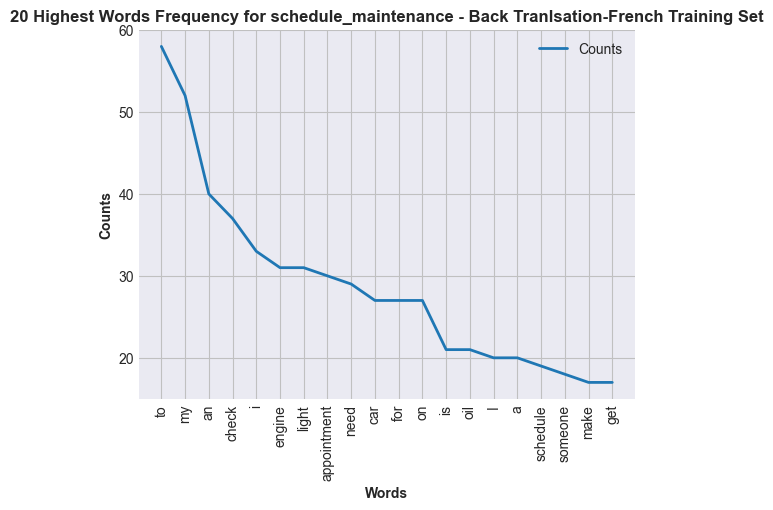 20 Highest Words Frequency for schedule_maintenance - Back Tranlsation-French Training Set
Counts
60
50
40
30
20
Counts
to
my
an
check
i
engine
light
appointment
need
car
for
on
is
oil
I
a
schedule
someone
make
get
Words